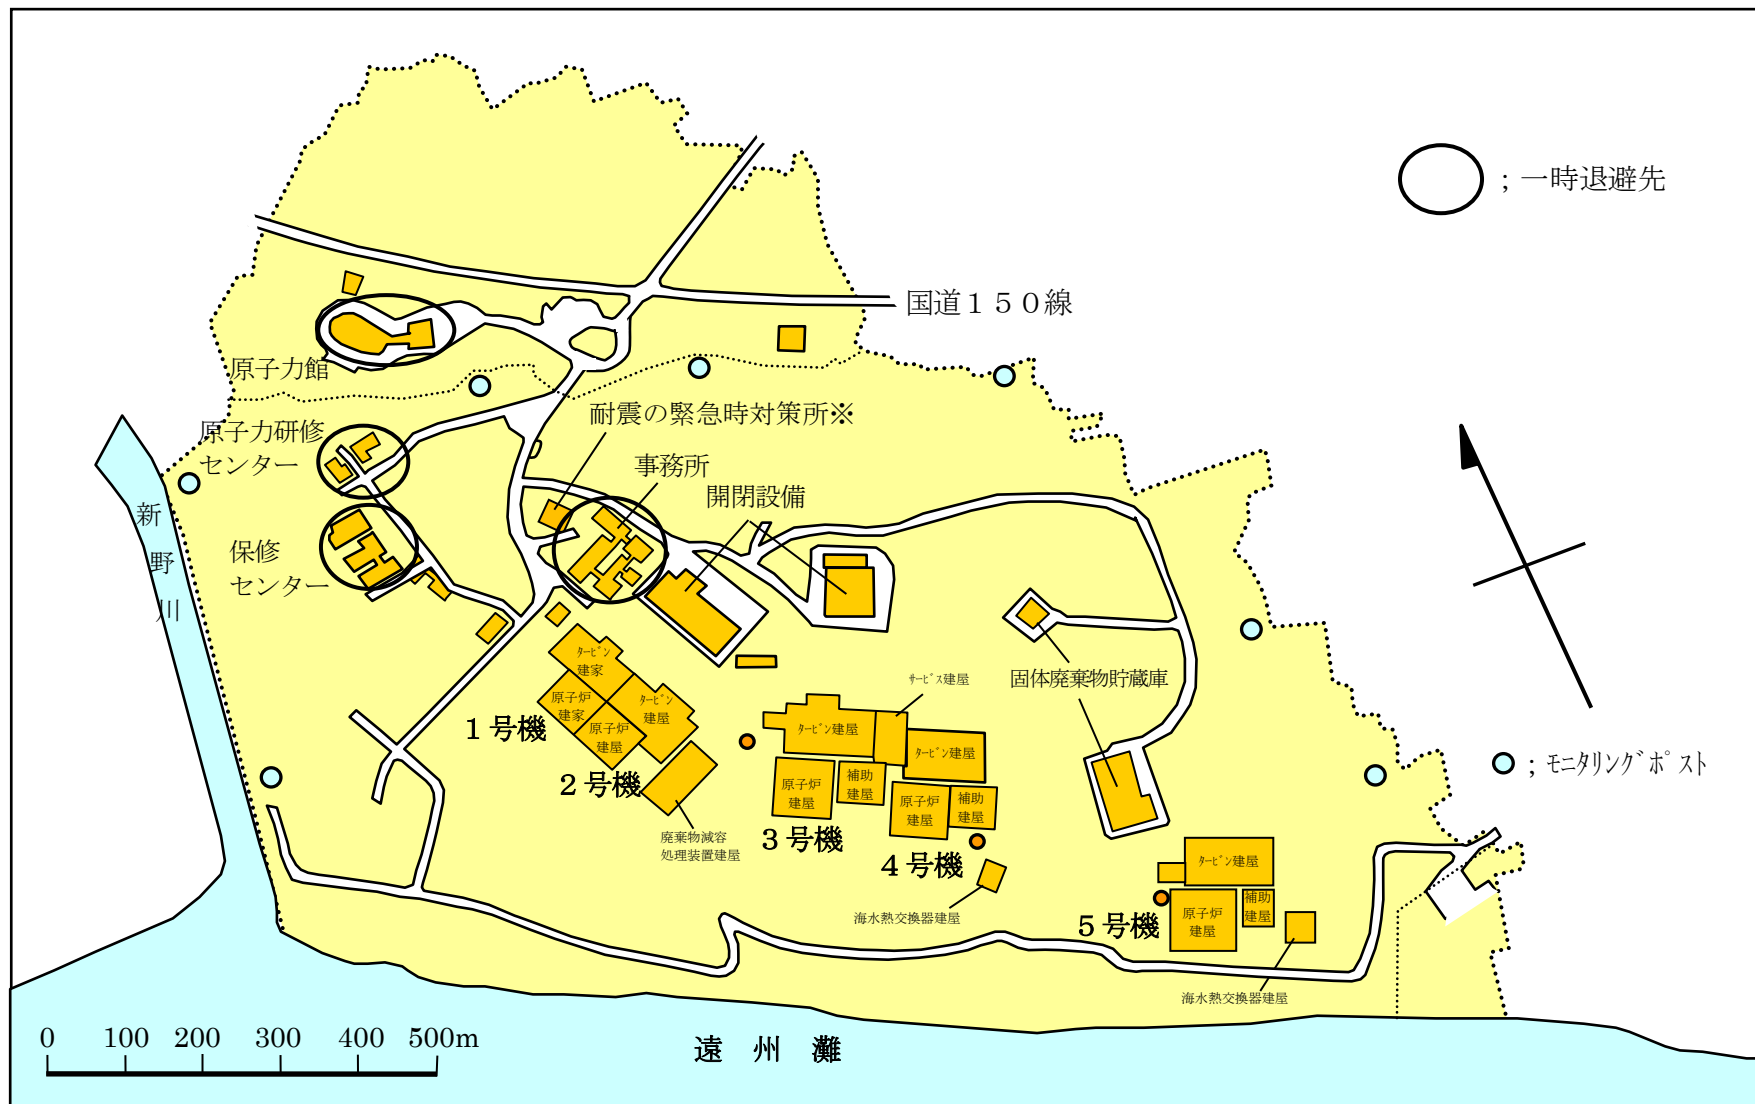 ；一時退避先
国道１５０線
原子力館
耐震の緊急時対策所※
原子力研修
センター
事務所
開閉設備
新
野
川
保修
センター
ﾀｰﾋﾞﾝ
建家
原子炉
建家
ﾀｰﾋﾞﾝ
建屋
原子炉
建屋
１号機
２号機
廃棄物減容
処理装置建屋
ｻｰﾋﾞｽ建屋
固体廃棄物貯蔵庫
ﾀｰﾋﾞﾝ建屋
ﾀｰﾋﾞﾝ建屋
原子炉
建屋
補助
建屋
原子炉
建屋
補助
建屋
３号機
４号機
海水熱交換器建屋
；ﾓﾆﾀﾘﾝｸﾞﾎﾟｽﾄ
ﾀｰﾋﾞﾝ建屋
原子炉
建屋
補助
建屋
５号機
海水熱交換器建屋
0 100 200 300 400 500m
遠州灘